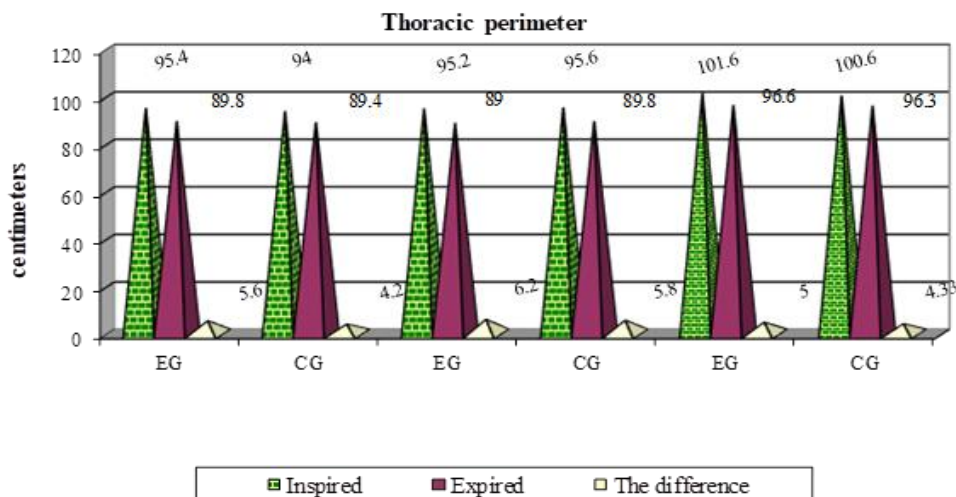 Thoracic perimeter
centimeters
120
100
80
60
40
20
0
95.4 94 95.2 95.6 101.6 100.6
89.8 89.4 89 89.8 96.6 96.3
5.6 4.2 6.2 5.8 5 4.33
EG CG EG CG EG CG
Inspired Expired The difference